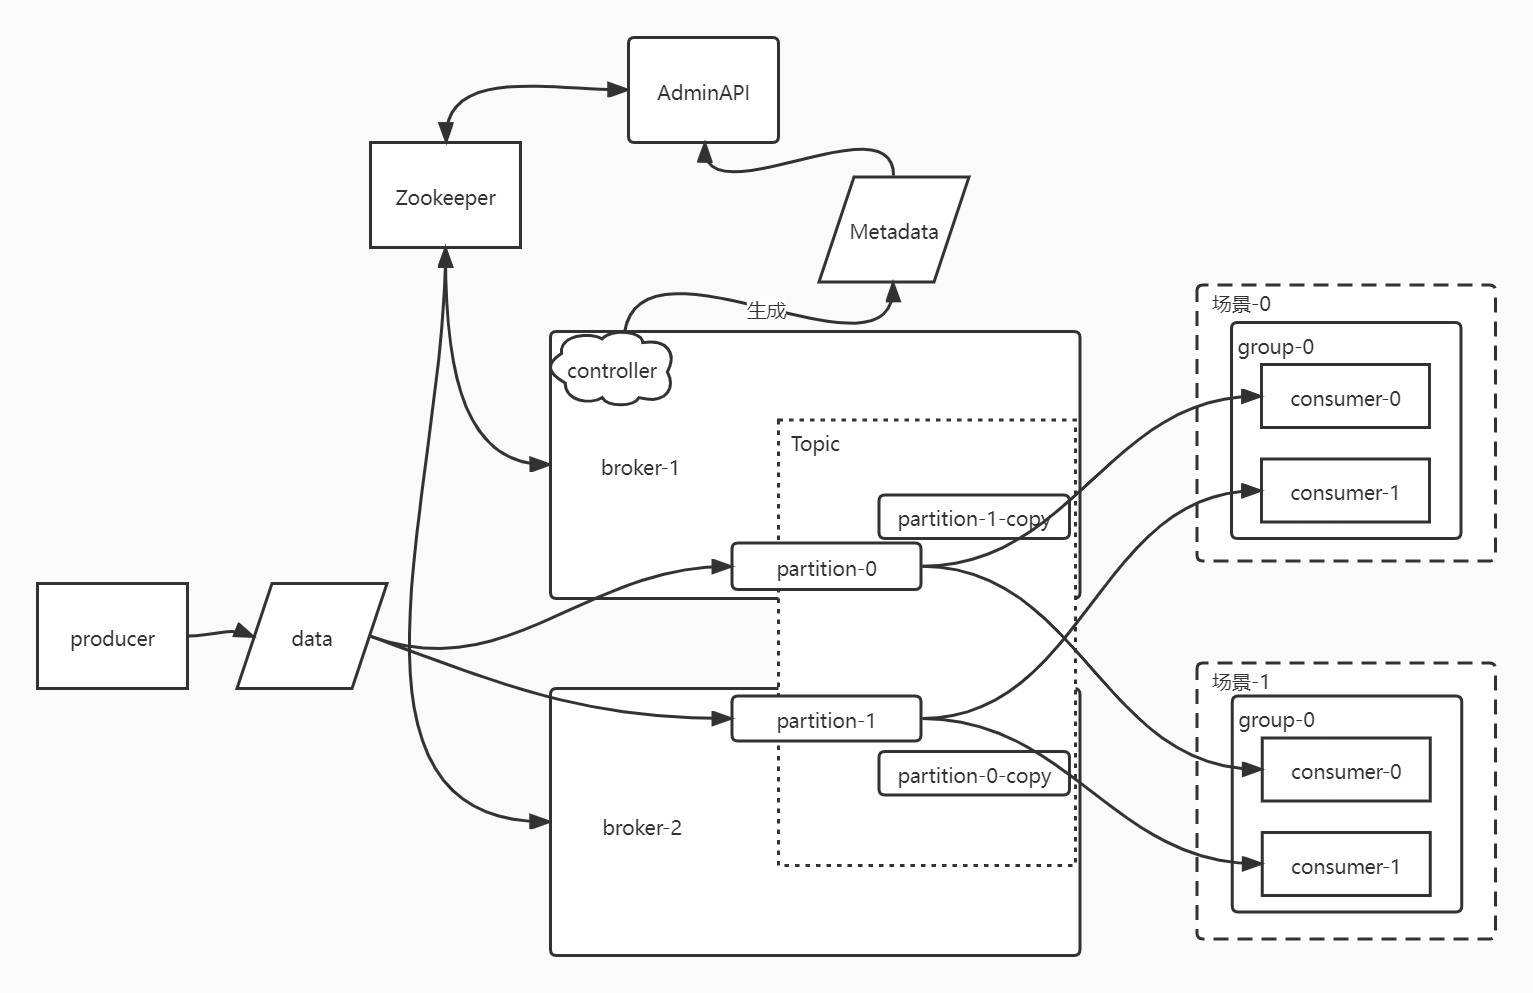 AdminAPI
Zookeeper
Metadata
生成
controller
broker-1
Topic
partition-1-copy
partition-0
producer
data
partition-1
partition-0-copy
broker-2
场景-0
group-0
consumer-0
consumer-1
场景-1
group-0
consumer-0
consumer-1